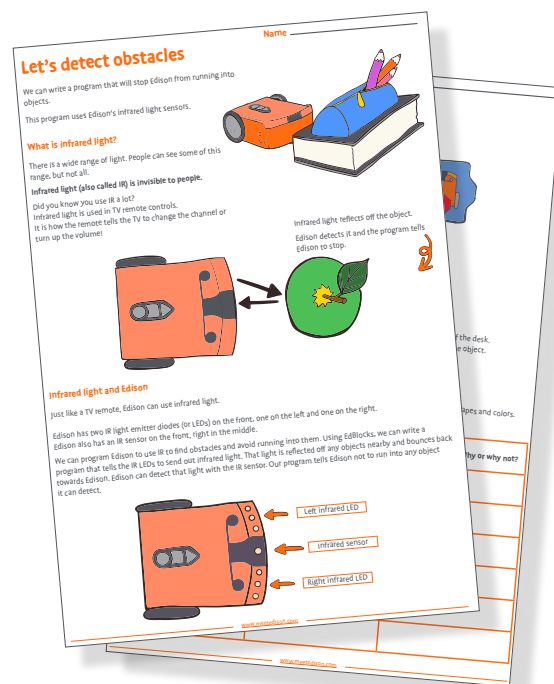 Name
Let's detect obstacles
We can write a program that will stop Edison from running into
objects.
This program uses Edison's infrared light sensors.
What is infrared light?
There is a wide range of light. People can see some of this
range, but not all.
Infrared light (also called IR) is invisible to people.
Did you know you use IR a lot?
Infrared light is used in TV remote controls.
It is how the remote tells the TV to change the channel or
turn up the volume!
Infrared light reflects off the object.
Edison detects it and the program tells
Edison to stop.
Infrared light and Edison
Just like a TV remote, Edison can use infrared light.
Edison has two IR light emitter diodes (or LEDs) on the front, one on the left and one on the right.
Edison also has an IR sensor on the front, right in the middle.
We can program Edison to use IR to find obstacles and avoid running into them. Using EdBlocks, we can write a
program that tells the IR LEDs to send out infrared light. That light is reflected off any objects nearby and bounces back
towards Edison. Edison can detect that light with the IR sensor. Our program tells Edison not to run into any object
it can detect.
Left infrared LED
Infrared sensor
Right infrared LED
www.meetedison.com
of the desk.
object.
and colors.
or why not?
www.meetedison.com